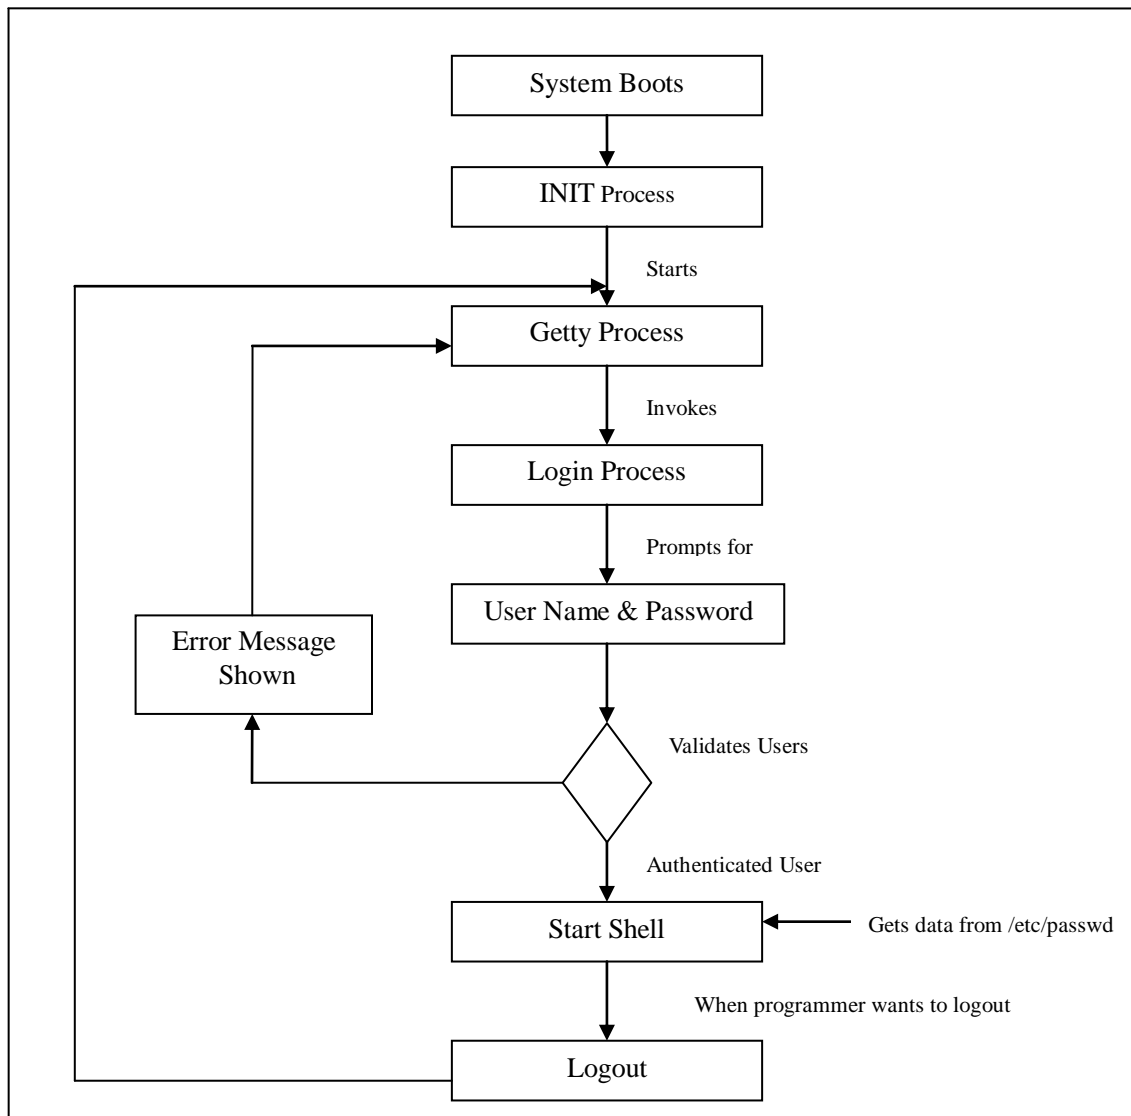 System Boots
INIT Process
Starts
Getty Process
Invokes
Login Process
Prompts for
User Name & Password
Error Message
Shown
Validates Users
Authenticated User
Start Shell
Gets data from /etc/passwd
When programmer wants to logout
Logout